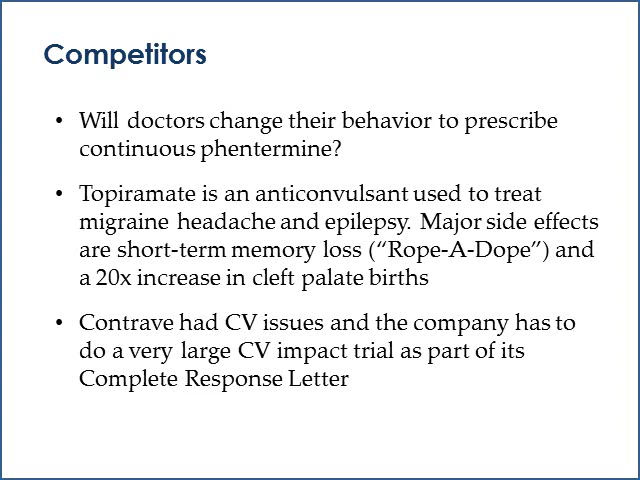 Competitors
• Will doctors change their behavior to prescribe
continuous phentermine?
• Topiramate is an anticonvulsant used to treat
migraine headache and epilepsy. Major side effects
are short-term memory loss (“Rope-A-Dope”) and
a 20x increase in cleft palate births
• Contrave had CV issues and the company has to
do a very large CV impact trial as part of its
Complete Response Letter